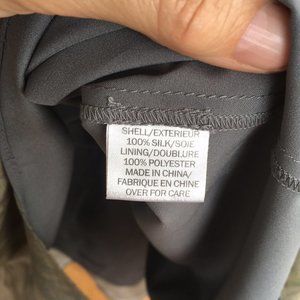 SHELL/EXTERIEUR
100% SILK/SOIE
LINING/DOUBLURE
100% POLYESTER
MADE IN CHINA/
FABRIQUE EN CHINE
OVER FOR CARE